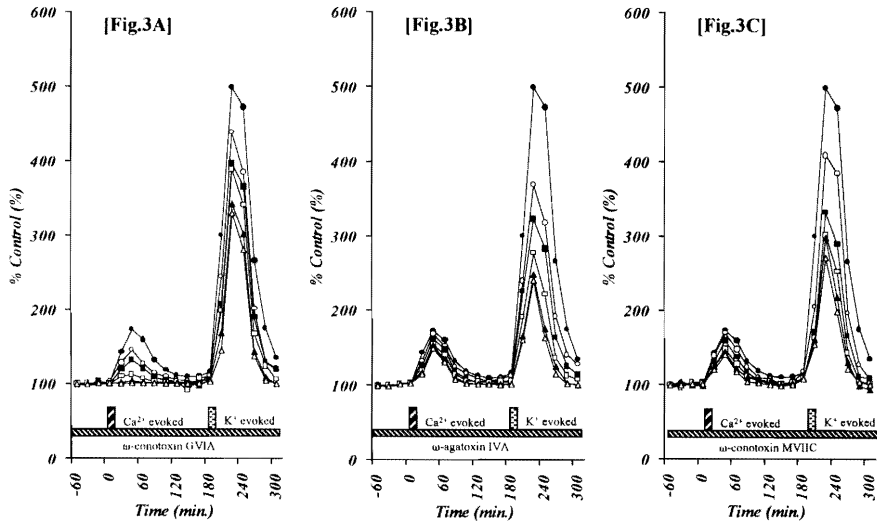 [Fig.3A]
% Control (%)
600
500
400
300
200
100
0
Ca²⁺ evoked
K⁺ evoked
ω-conotoxin GVIA
-60
0
60
120
180
240
300
Time (min.)
[Fig.3B]
% Control (%)
600
500
400
300
200
100
0
Ca²⁺ evoked
K⁺ evoked
ω-agatoxin IVA
-60
0
60
120
180
240
300
Time (min.)
[Fig.3C]
% Control (%)
600
500
400
300
200
100
0
Ca²⁺ evoked
K⁺ evoked
ω-conotoxin MVIIC
-60
0
60
120
180
240
300
Time (min.)